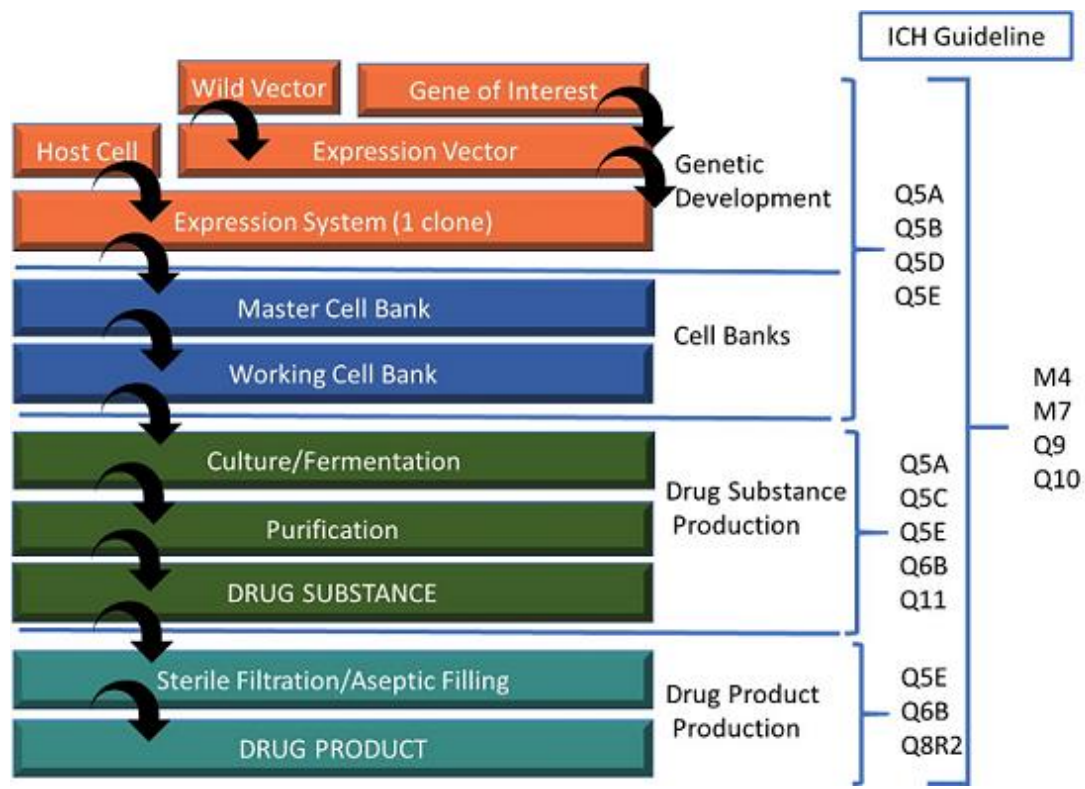 ICH Guideline
Wild Vector
Gene of Interest
Host Cell
Expression Vector
Expression System (1 clone)
Genetic
Development
Q5A
Q5B
Q5D
Q5E
Master Cell Bank
Working Cell Bank
Cell Banks
Culture/Fermentation
Purification
DRUG SUBSTANCE
Drug Substance
Production
Q5A
Q5C
Q5E
Q6B
Q11
Sterile Filtration/Aseptic Filling
DRUG PRODUCT
Drug Product
Production
Q5E
Q6B
Q8R2
M4
M7
Q9
Q10